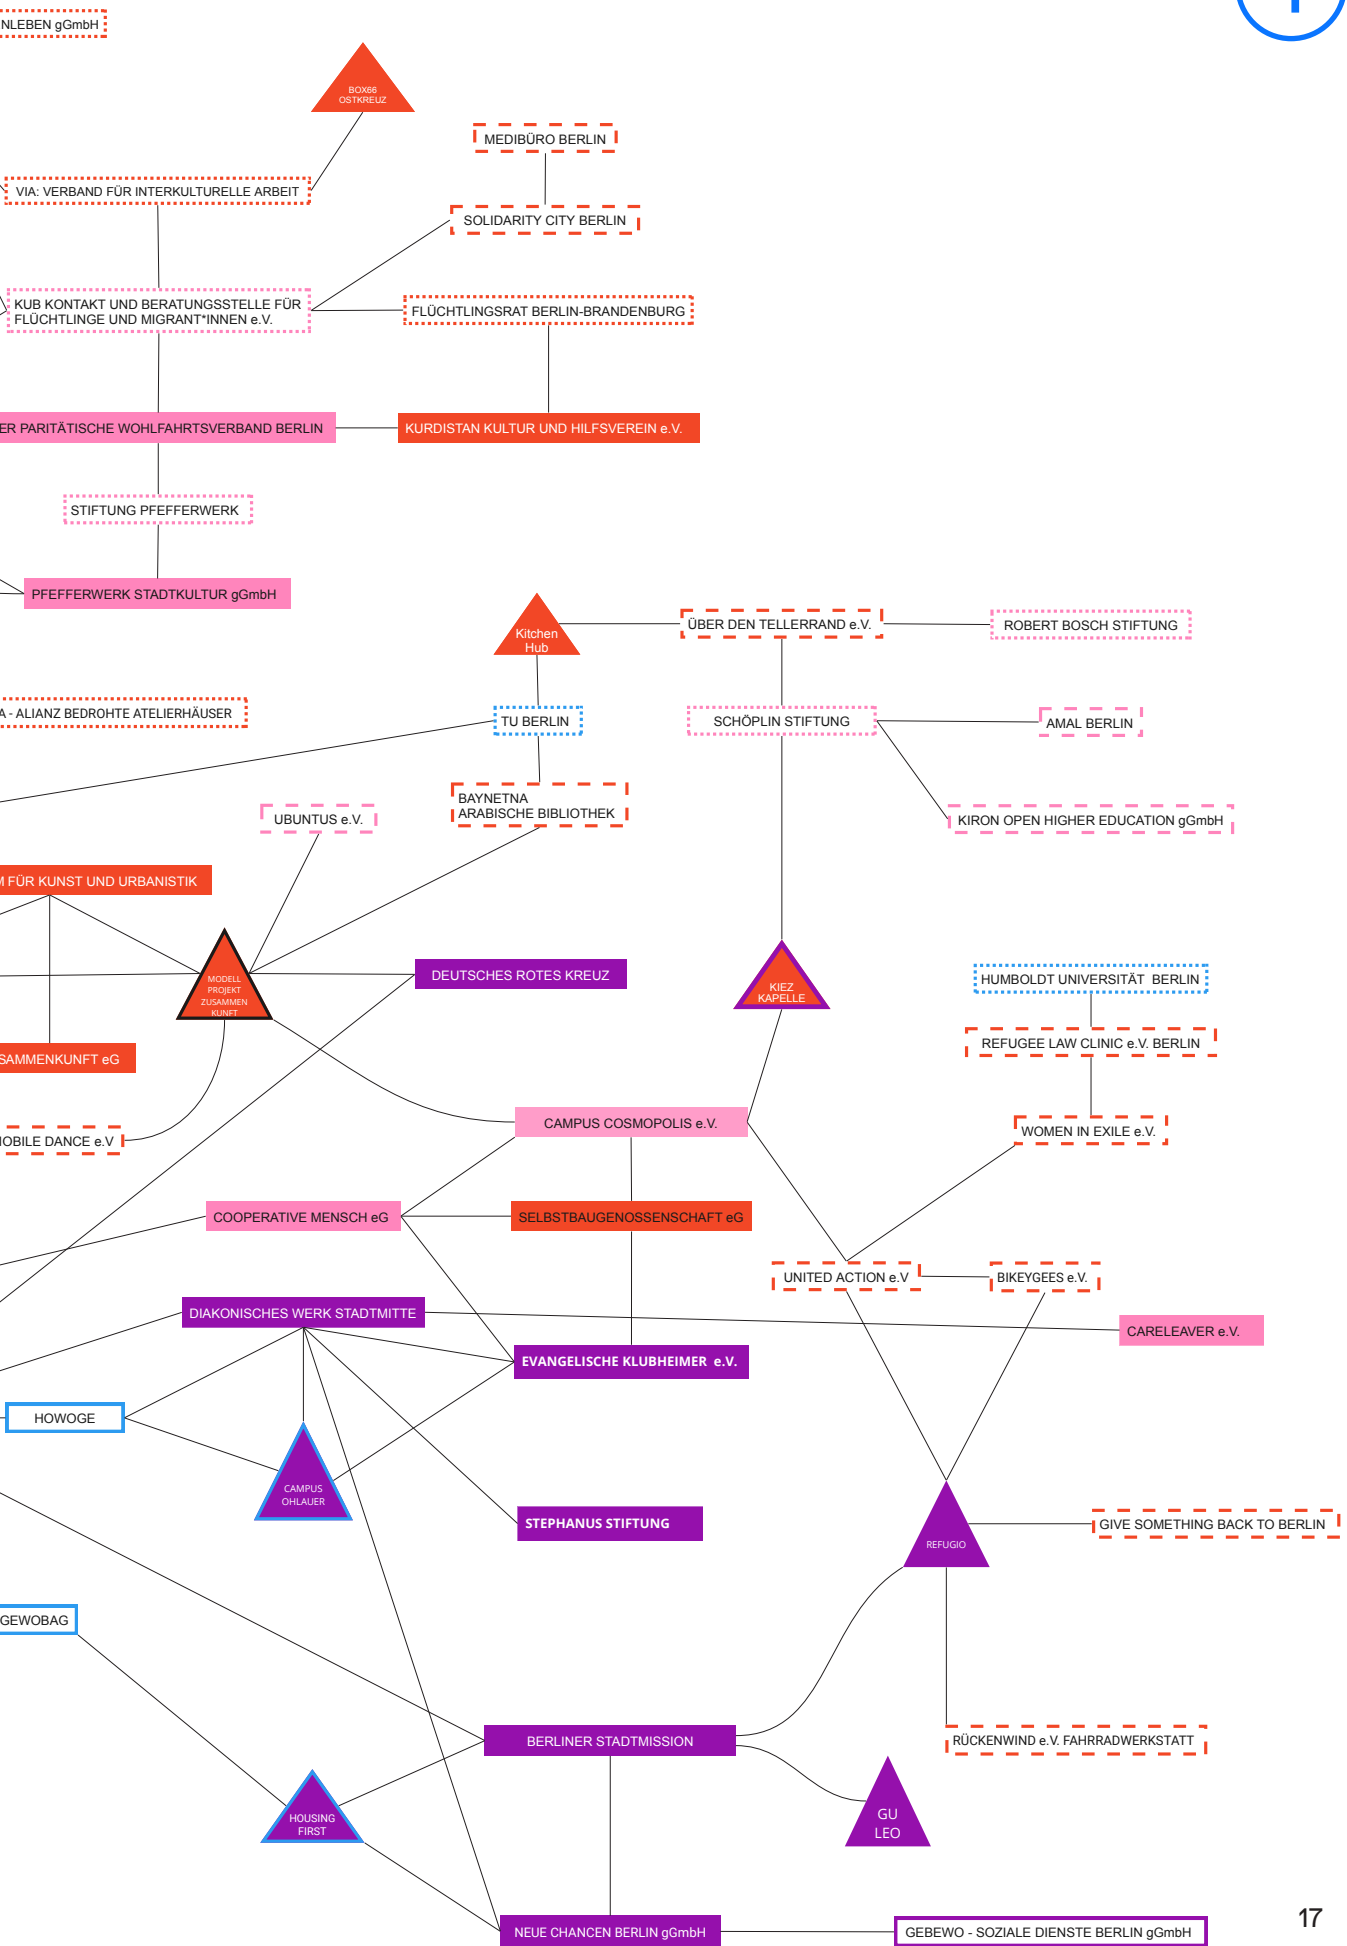 NLEBEN gGmbH
BOX66
OSTKREUZ
MEDIBÜRO BERLIN
VIA: VERBAND FÜR INTERKULTURELLE ARBEIT
SOLIDARITY CITY BERLIN
KUB KONTAKT UND BERATUNGSSTELLE FÜR
FLÜCHTLINGE UND MIGRANT*INNEN e.V.
FLÜCHTLINGSRAT BERLIN-BRANDENBURG
ER PARITÄTISCHE WOHLFAHRTSVERBAND BERLIN
KURDISTAN KULTUR UND HILFSVEREIN e.V.
STIFTUNG PFEFFERWERK
PFEFFERWERK STADTKULTUR gGmbH
Kitchen
Hub
ÜBER DEN TELLERRAND e.V.
ROBERT BOSCH STIFTUNG
A - ALIANZ BEDROHTE ATELIERHÄUSER
TU BERLIN
SCHÖPLIN STIFTUNG
AMAL BERLIN
BAYNETNA
ARABISCHE BIBLIOTHEK
UBUNTUS e.V.
KIRON OPEN HIGHER EDUCATION gGmbH
M FÜR KUNST UND URBANISTIK
MODELL
PROJEKT
ZUSAMMEN
KUNFT
DEUTSCHES ROTES KREUZ
KIEZ
KAPELLE
HUMBOLDT UNIVERSITÄT BERLIN
REFUGEE LAW CLINIC e.V. BERLIN
SAMMENKUNFT eG
CAMPUS COSMOPOLIS e.V.
WOMEN IN EXILE e.V.
MOBILE DANCE e.V
COOPERATIVE MENSCH eG
SELBSTBAUGENOSSENSCHAFT eG
UNITED ACTION e.V
BIKEYGEES e.V.
DIAKONISCHES WERK STADTMITTE
CARELEAVER e.V.
EVANGELISCHE KLUBHEIMER e.V.
HOWOGE
CAMPUS
OHLAUER
STEPHANUS STIFTUNG
REFUGIO
GIVE SOMETHING BACK TO BERLIN
GEWOBAG
BERLINER STADTMISSION
RÜCKENWIND e.V. FAHRRADWERKSTATT
HOUSING
FIRST
GU
LEO
NEUE CHANCEN BERLIN gGmbH
GEBEWO - SOZIALE DIENSTE BERLIN gGmbH
17